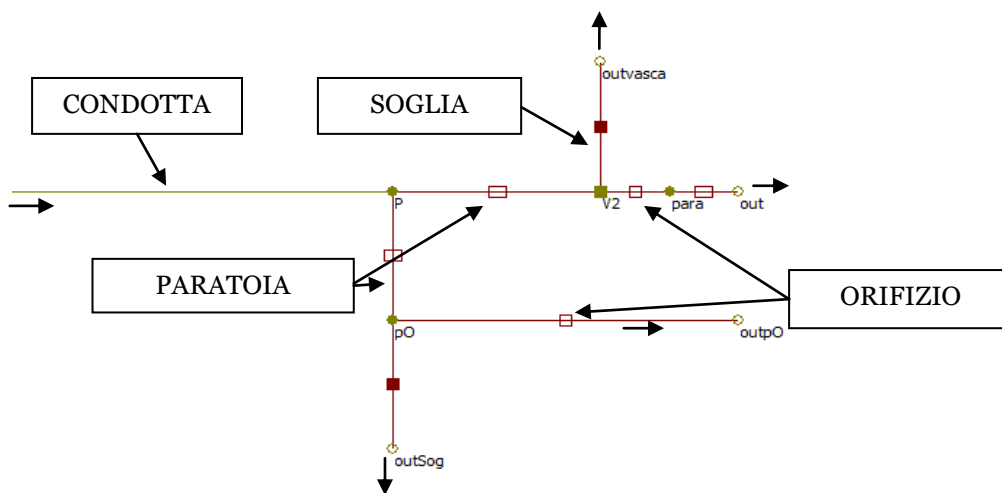 outvasca
CONDOTTA
SOGLIA
P
V2
para
out
PARATOIA
ORIFIZIO
pO
outpO
outSog